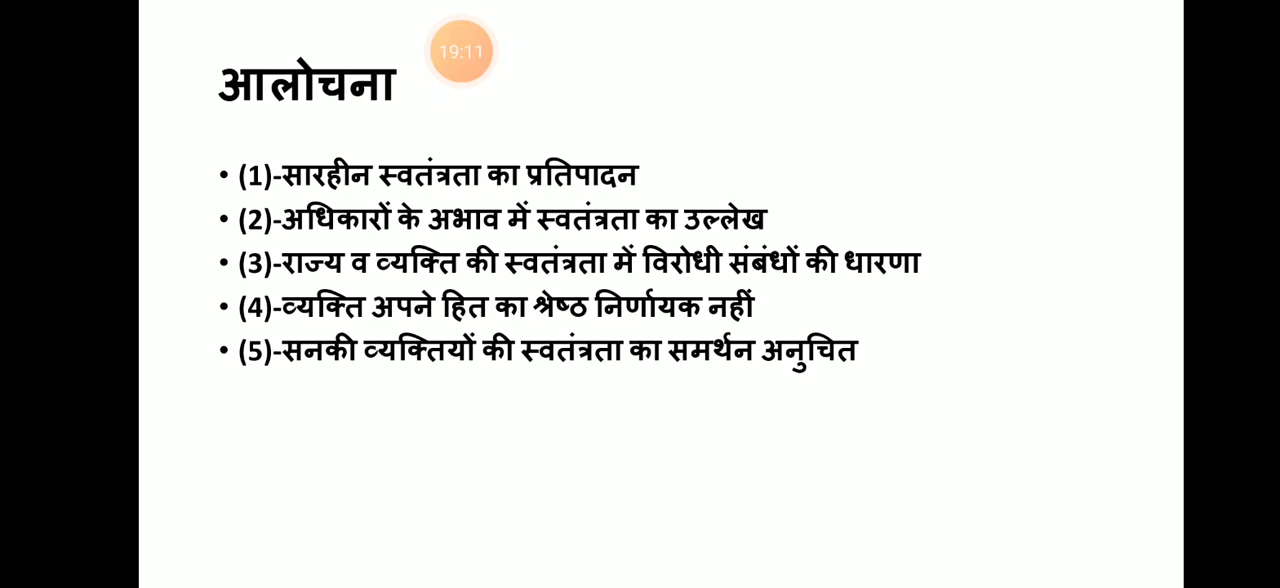 19:11
आलोचना
• (1)-सारहीन स्वतंत्रता का प्रतिपादन
• (2)-अधिकारों के अभाव में स्वतंत्रता का उल्लेख
• (3)-राज्य व व्यक्ति की स्वतंत्रता में विरोधी संबंधों की धारणा
• (4)-व्यक्ति अपने हित का श्रेष्ठ निर्णायक नहीं
• (5)-सनकी व्यक्तियों की स्वतंत्रता का समर्थन अनुचित